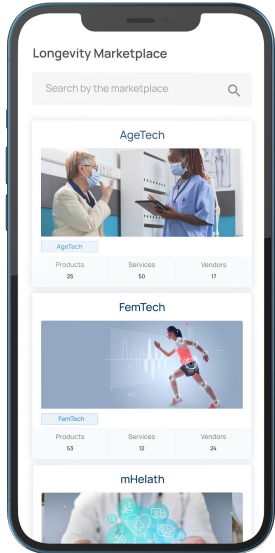 Longevity Marketplace
Search by the marketplace
AgeTech
AgeTech
Products Services Vendors
25 50 17
FemTech
FemTech
Products Services Vendors
53 12 24
mHelath